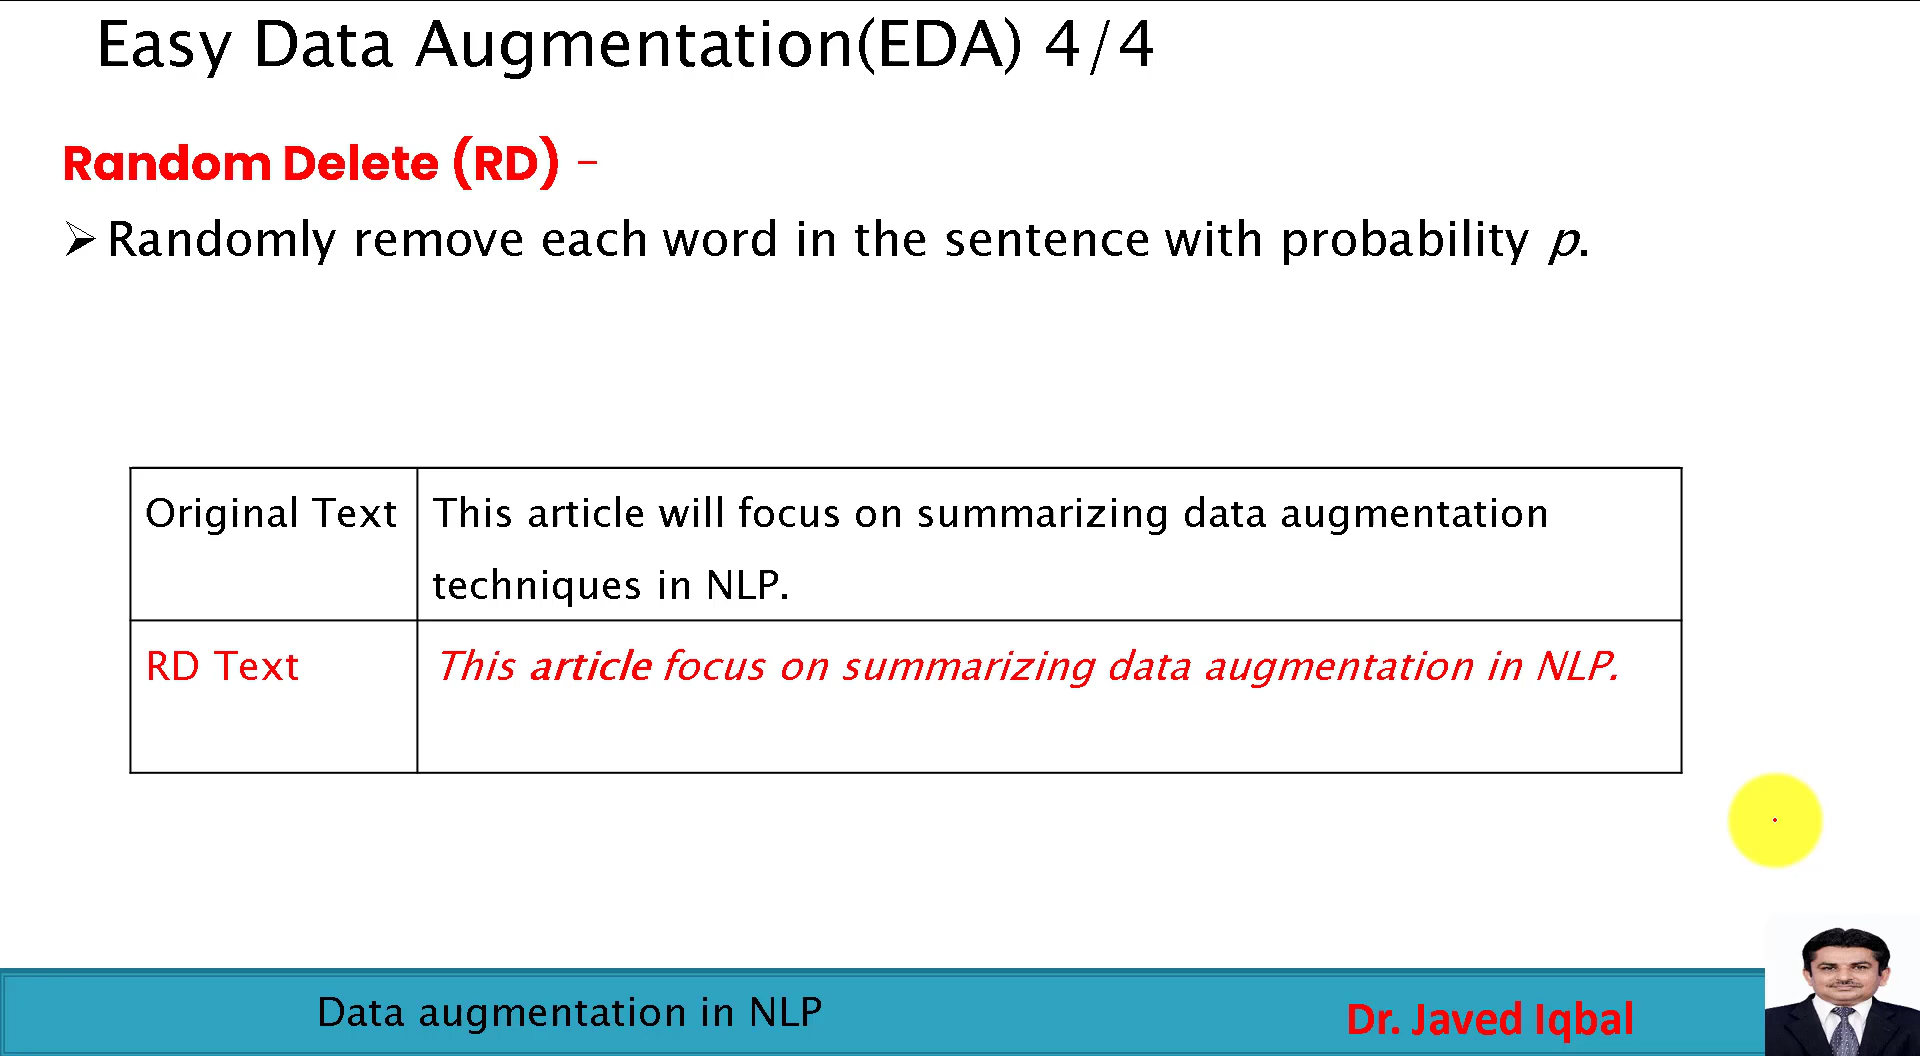 Easy Data Augmentation(EDA) 4/4
Random Delete (RD) –
➢ Randomly remove each word in the sentence with probability p.
Original Text
This article will focus on summarizing data augmentation
techniques in NLP.
RD Text
This article focus on summarizing data augmentation in NLP.
Data augmentation in NLP
Dr. Javed Iqbal